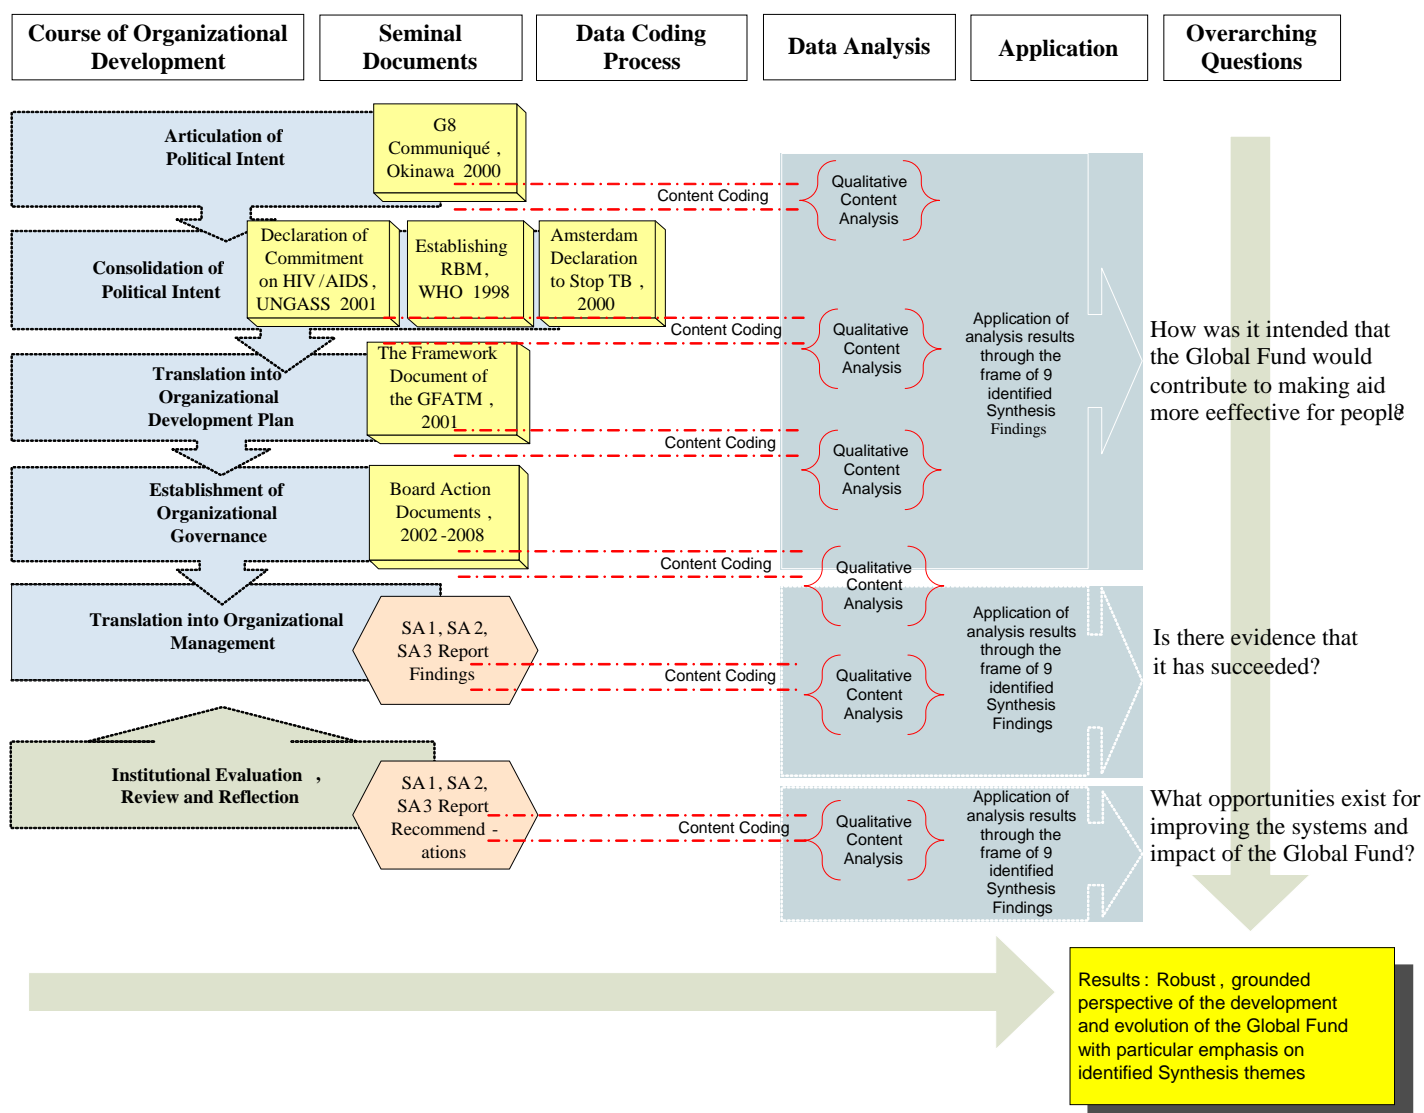 Course of Organizational
Development
Seminal
Documents
Data Coding
Process
Data Analysis
Application
Overarching
Questions
Articulation of
Political Intent
G8
Communiqué ,
Okinawa 2000
Content Coding
Qualitative
Content
Analysis
Consolidation of
Political Intent
Declaration of
Commitment
on HIV/AIDS,
UNGASS 2001
Establishing
RBM,
WHO 1998
Amsterdam
Declaration
to Stop TB ,
2000
Content Coding
Qualitative
Content
Analysis
Application of
analysis results
through the
frame of 9
identified
Synthesis
Findings
How was it intended that
the Global Fund would
contribute to making aid
more eeffective for people?
Translation into
Organizational
Development Plan
The Framework
Document of
the GFATM ,
2001
Content Coding
Qualitative
Content
Analysis
Establishment of
Organizational
Governance
Board Action
Documents ,
2002-2008
Content Coding
Qualitative
Content
Analysis
Translation into Organizational
Management
SA1, SA2,
SA3 Report
Findings
Content Coding
Qualitative
Content
Analysis
Application of
analysis results
through the
frame of 9
identified
Synthesis
Findings
Is there evidence that
it has succeeded?
Institutional Evaluation ,
Review and Reflection
SA1, SA2,
SA3 Report
Recommend -
ations
Content Coding
Qualitative
Content
Analysis
Application of
analysis results
through the
frame of 9
identified
Synthesis
Findings
What opportunities exist for
improving the systems and
impact of the Global Fund?
Results : Robust , grounded
perspective of the development
and evolution of the Global Fund
with particular emphasis on
identified Synthesis themes